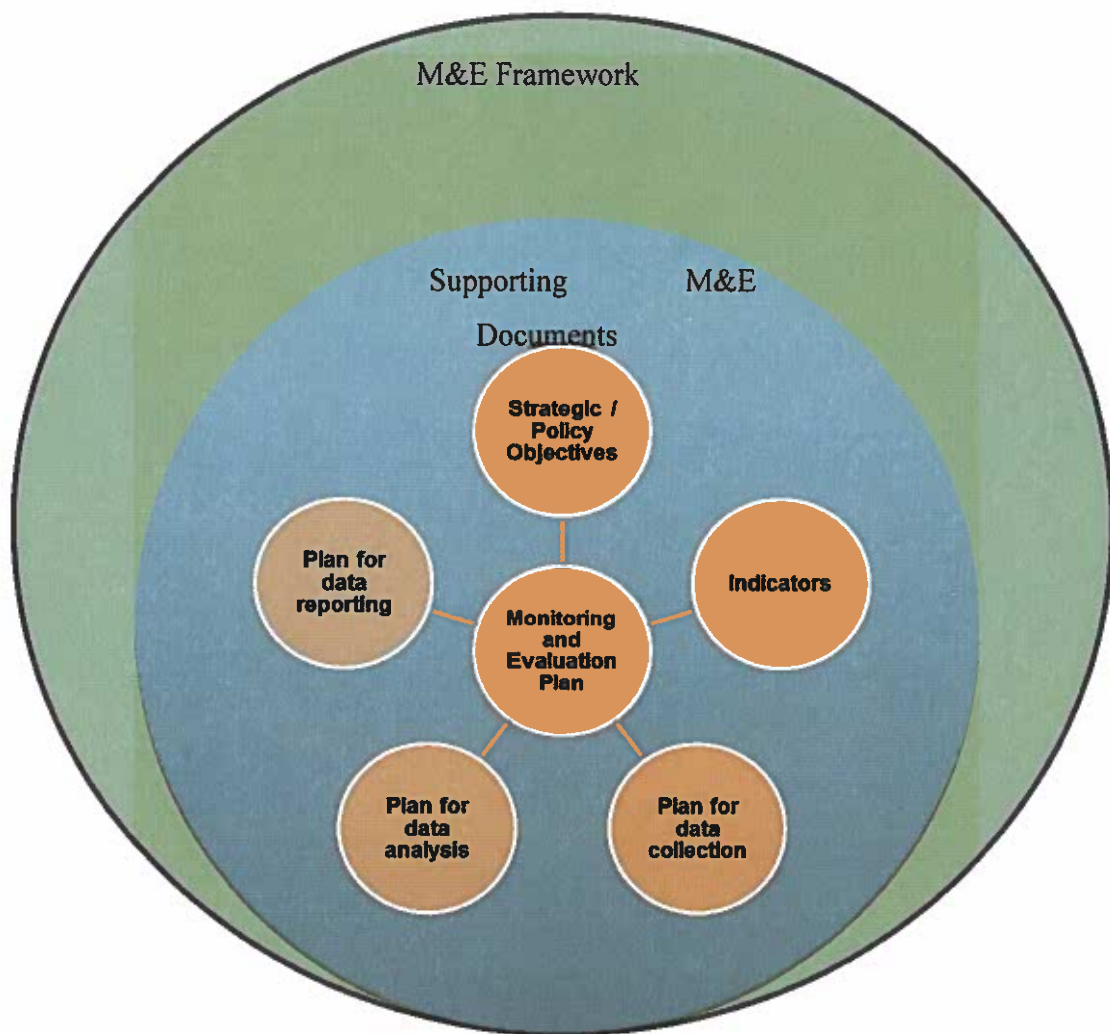 M&E Framework
Supporting M&E
Documents
Strategic /
Policy
Objectives
Plan for
data
reporting
Indicators
Monitoring
and
Evaluation
Plan
Plan for
data
analysis
Plan for
data
collection